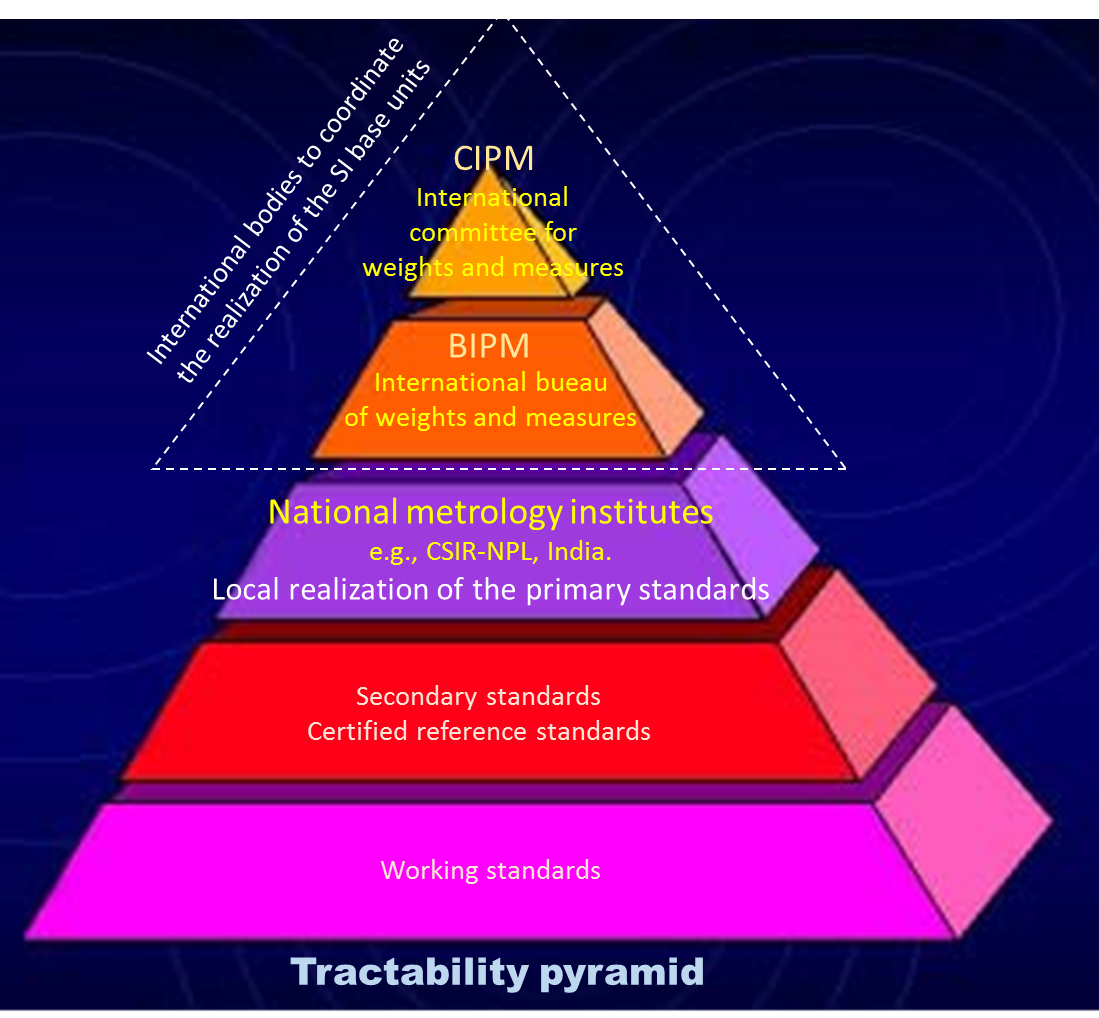 International bodies to coordinate
the realization of the SI base units
CIPM
International
committee for
weights and measures
BIPM
International bueau
of weights and measures
National metrology institutes
e.g., CSIR-NPL, India.
Local realization of the primary standards
Secondary standards
Certified reference standards
Working standards
Tractability pyramid